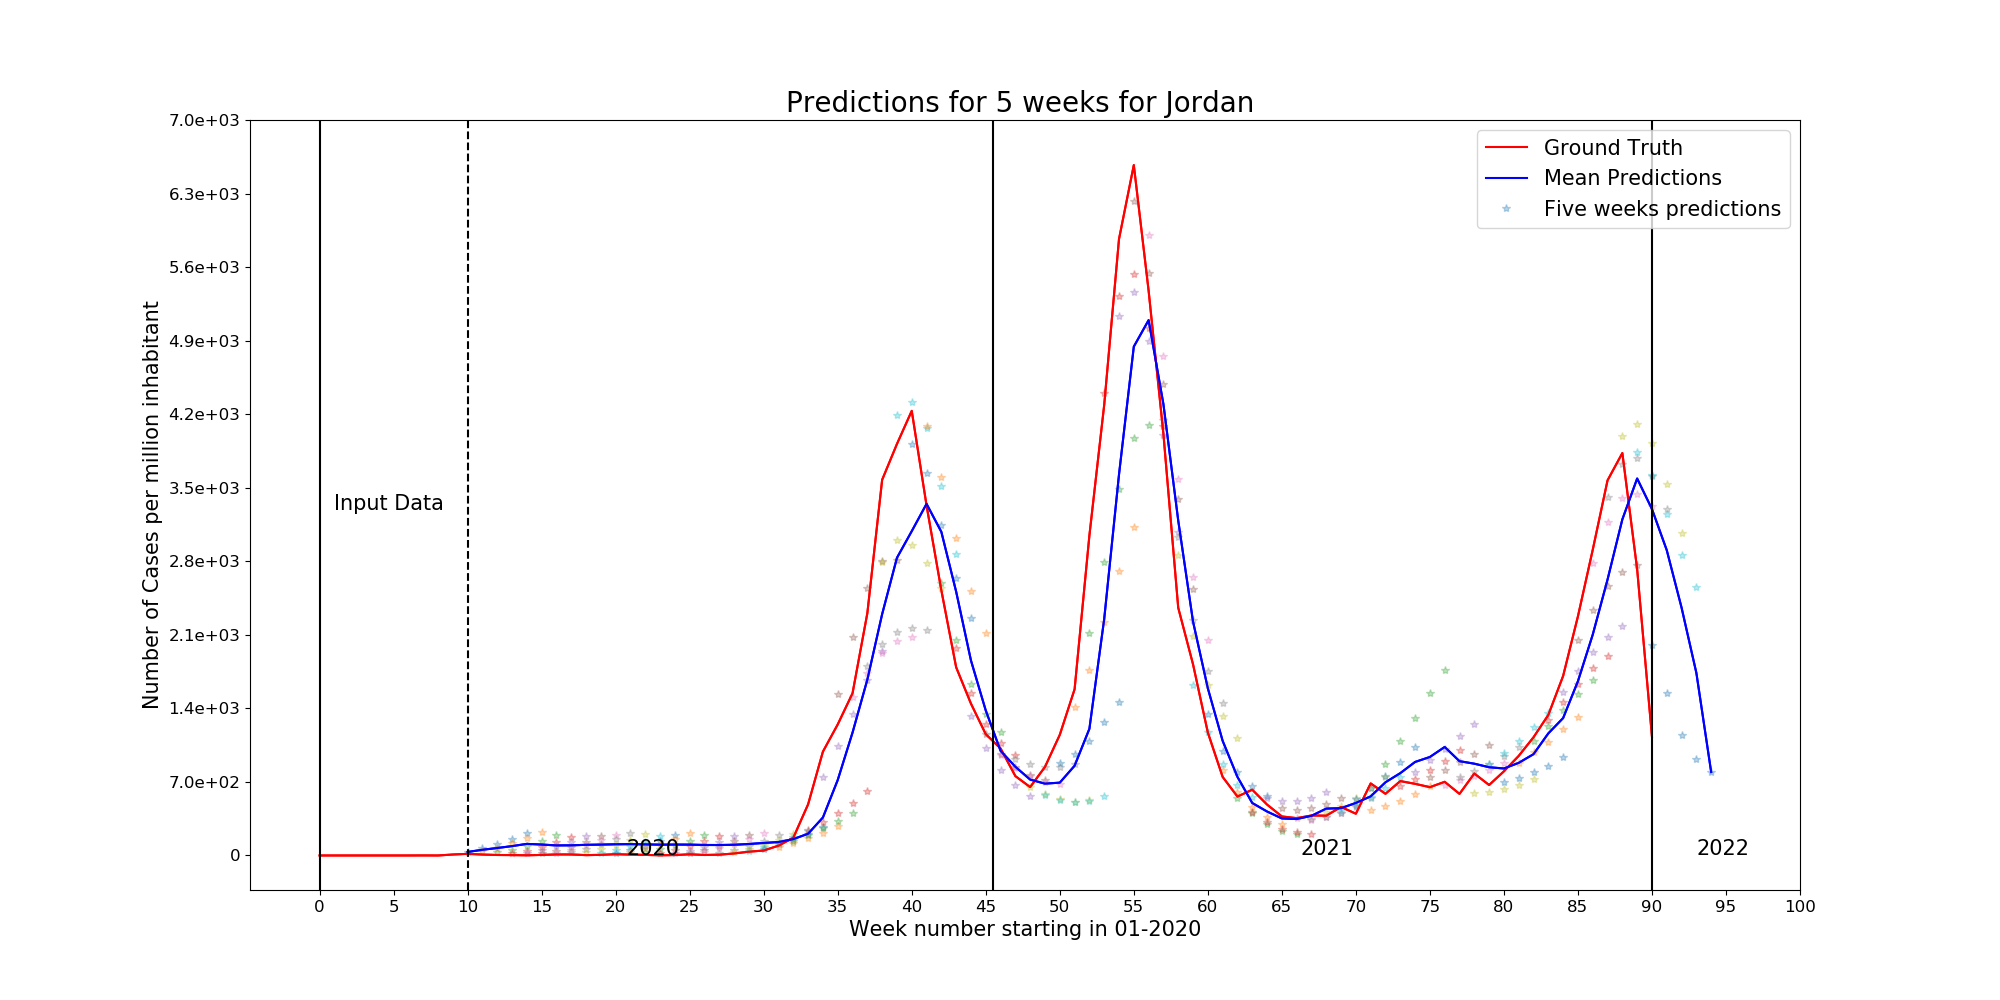 Predictions for 5 weeks for Jordan
7.0e+03
6.3e+03
5.6e+03
4.9e+03
4.2e+03
3.5e+03
2.8e+03
2.1e+03
1.4e+03
7.0e+02
0
Number of Cases per million inhabitant
Ground Truth
Mean Predictions
Five weeks predictions
Input Data
2020
2021
2022
0 5 10 15 20 25 30 35 40 45 50 55 60 65 70 75 80 85 90 95 100
Week number starting in 01-2020